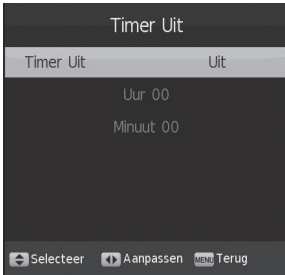 Timer Uit
Timer Uit Uit
Uur 00
Minuut 00
Selecteer Aanpassen MENU Terug